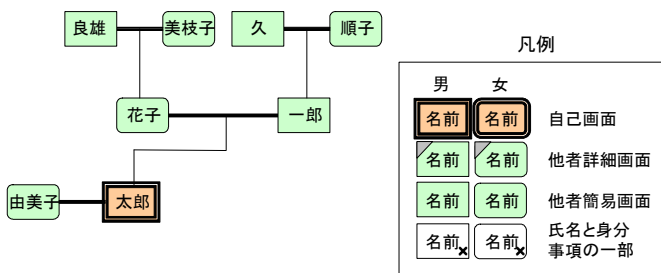 良雄 美枝子 久 順子
花子 一郎
由美子 太郎
凡例
男 女
名前 名前 自己画面
名前 名前 他者詳細画面
名前 名前 他者簡易画面
名前 名前 氏名と身分
事項の一部